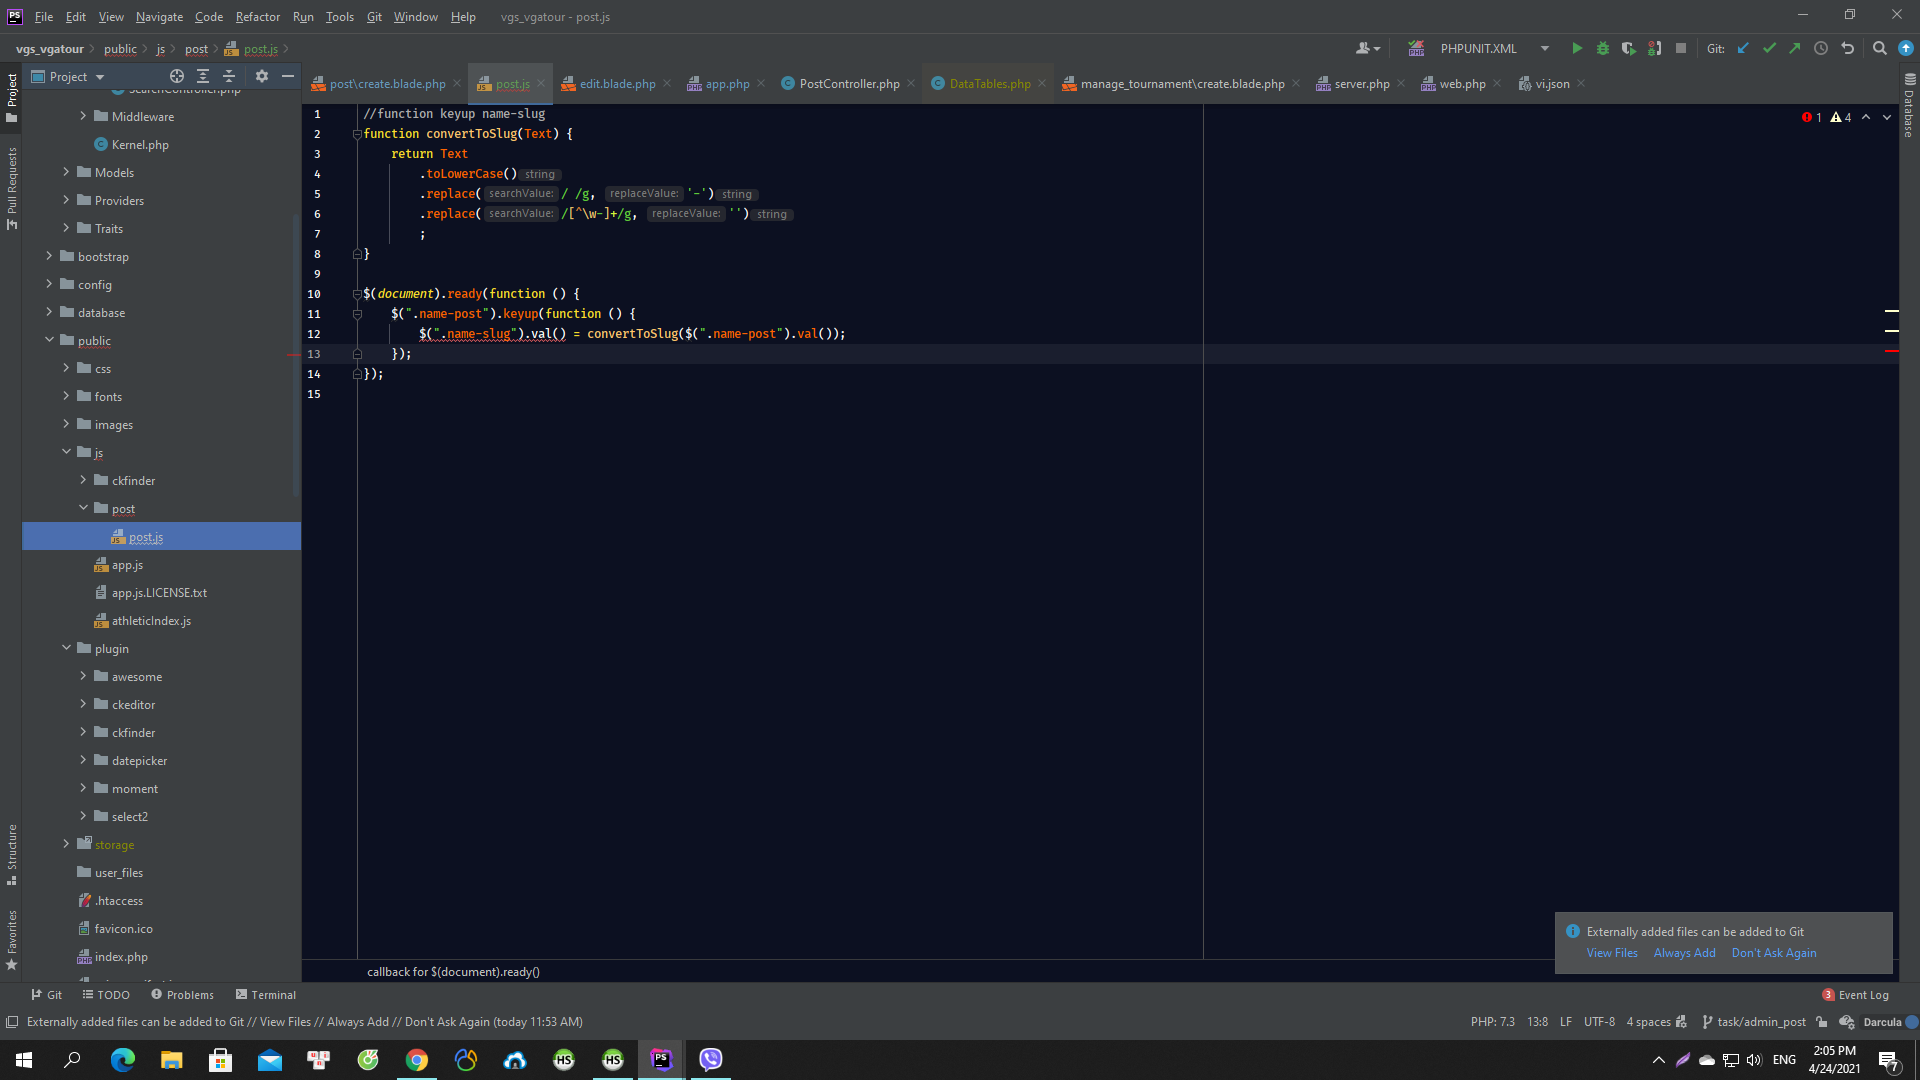 PS File Edit View Navigate Code Refactor Run Tools Git Window Help vgs_vgatour - post.js
vgs_vgatour public js post post.js PHPUNIT.XML Git:
Project
post\create.blade.php post.js edit.blade.php app.php PostController.php DataTables.php manage_tournament\create.blade.php server.php web.php vi.json
Project
Pull Requests
Structure
Favorites
Database
SearchController.php
Middleware
Kernel.php
Models
Providers
Traits
bootstrap
config
database
public
css
fonts
images
js
ckfinder
post
post.js
app.js
app.js.LICENSE.txt
athleticIndex.js
plugin
awesome
ckeditor
ckfinder
datepicker
moment
select2
storage
user_files
.htaccess
favicon.ico
index.php
1 //function keyup name-slug
2 function convertToSlug(Text) {
3 return Text
4 .toLowerCase() string
5 .replace( searchValue: / /g, replaceValue: '-') string
6 .replace( searchValue: /[^\w-]+/g, replaceValue: '') string
7 ;
8 }
9
10 $(document).ready(function () {
11 $(".name-post").keyup(function () {
12 $(".name-slug").val() = convertToSlug($(".name-post").val());
13 });
14 });
15
1 4
callback for $(document).ready()
Externally added files can be added to Git
View Files Always Add Don't Ask Again
Git TODO Problems Terminal 3 Event Log
Externally added files can be added to Git // View Files // Always Add // Don't Ask Again (today 11:53 AM) PHP: 7.3 13:8 LF UTF-8 4 spaces task/admin_post Darcula
HS HS PS ENG 2:05 PM
4/24/2021 7